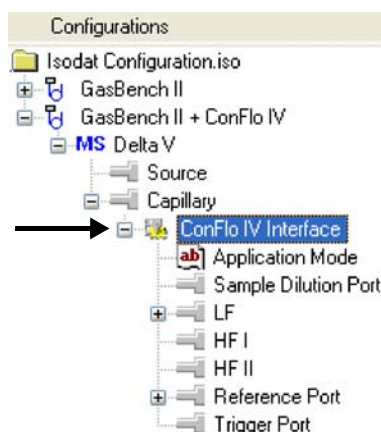 Configurations
Isodat Configuration.iso
GasBench II
GasBench II + ConFlo IV
MS Delta V
Source
Capillary
ConFlo IV Interface
ab Application Mode
Sample Dilution Port
LF
HF I
HF II
Reference Port
Trigger Port